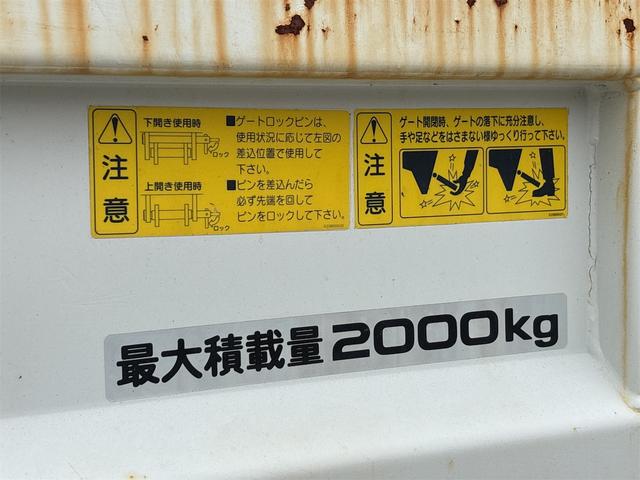 注意
下開き使用時
ロック
上開き使用時
ロック
■ゲートロックピンは、
使用状況に応じて左図の
差込位置で使用して
下さい。
■ピンを差込んだら
必ず先端を回して
ピンをロックして下さい。
注意
ゲート開閉時、ゲートの落下に充分注意し、
手や足などをはさまない様ゆっくり行って下さい。
最大積載量2000kg